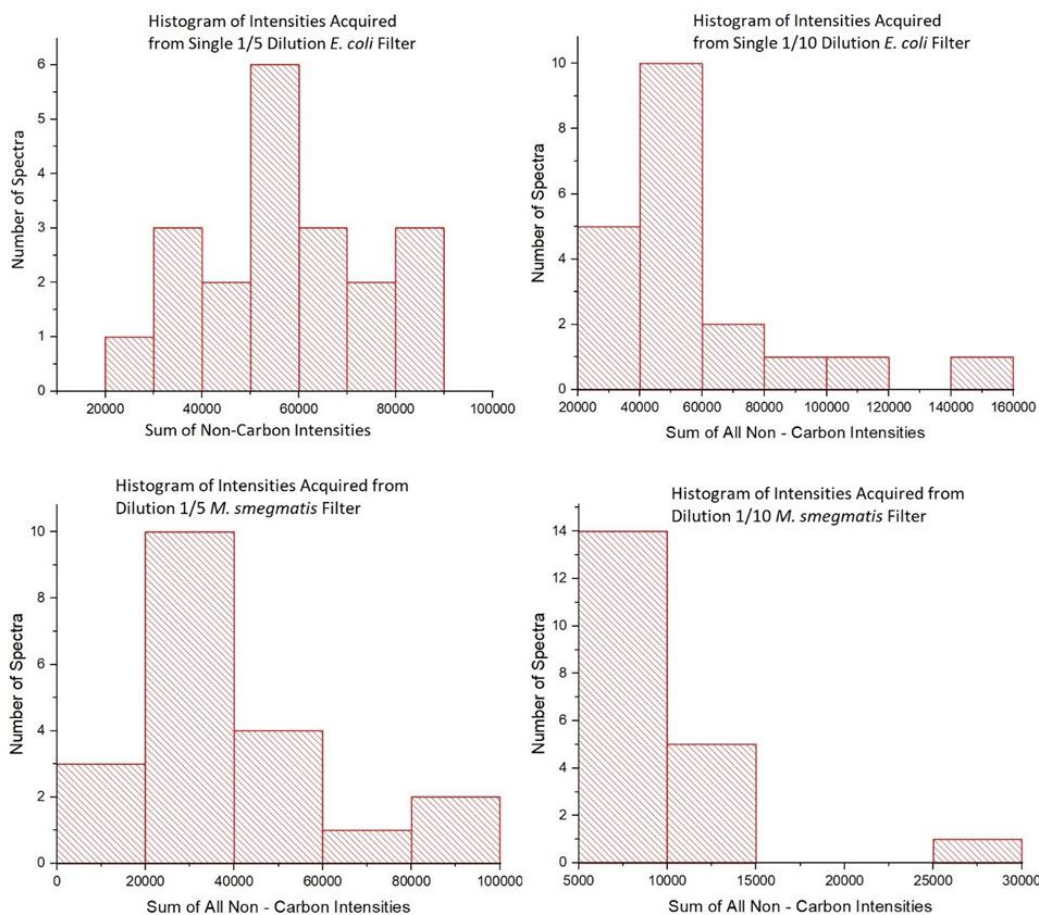 Histogram of Intensities Acquired
from Single 1/5 Dilution E. coli Filter
6
5
4
3
2
1
0
Number of Spectra
20000 40000 60000 80000 100000
Sum of Non-Carbon Intensities
Histogram of Intensities Acquired
from Single 1/10 Dilution E. coli Filter
10
8
6
4
2
0
Number of Spectra
20000 40000 60000 80000 100000 120000 140000 160000
Sum of All Non - Carbon Intensities
Histogram of Intensities Acquired from
Dilution 1/5 M. smegmatis Filter
10
8
6
4
2
0
Number of Spectra
0 20000 40000 60000 80000 100000
Sum of All Non - Carbon Intensities
Histogram of Intensities Acquired from
Dilution 1/10 M. smegmatis Filter
14
12
10
8
6
4
2
0
Number of Spectra
5000 10000 15000 20000 25000 30000
Sum of All Non - Carbon Intensities